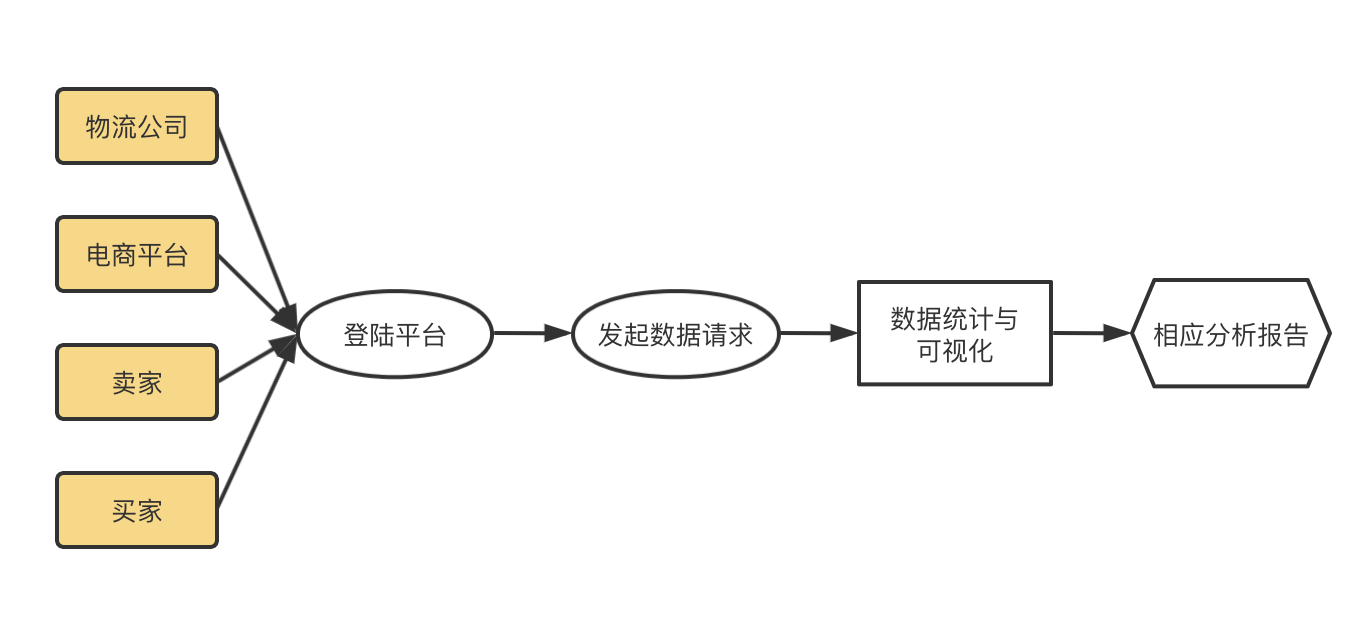 物流公司
电商平台
卖家
买家
登陆平台
发起数据请求
数据统计与
可视化
相应分析报告